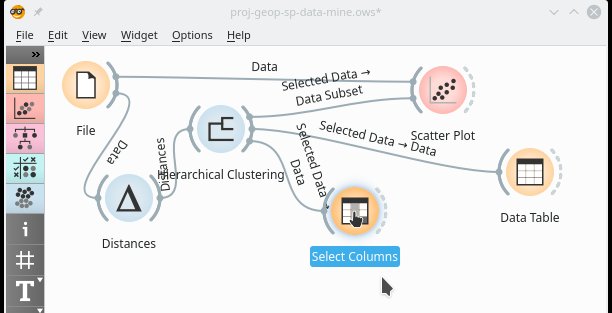 proj-geop-sp-data-mine.ows*
File Edit View Widget Options Help
»
Data
Selected Data →
Data Subset
File
Scatter Plot
Data
Distances
Hierarchical Clustering
Selected Data → Data
Selected Data →
Data
Distances
Data Table
Select Columns
i
#
T